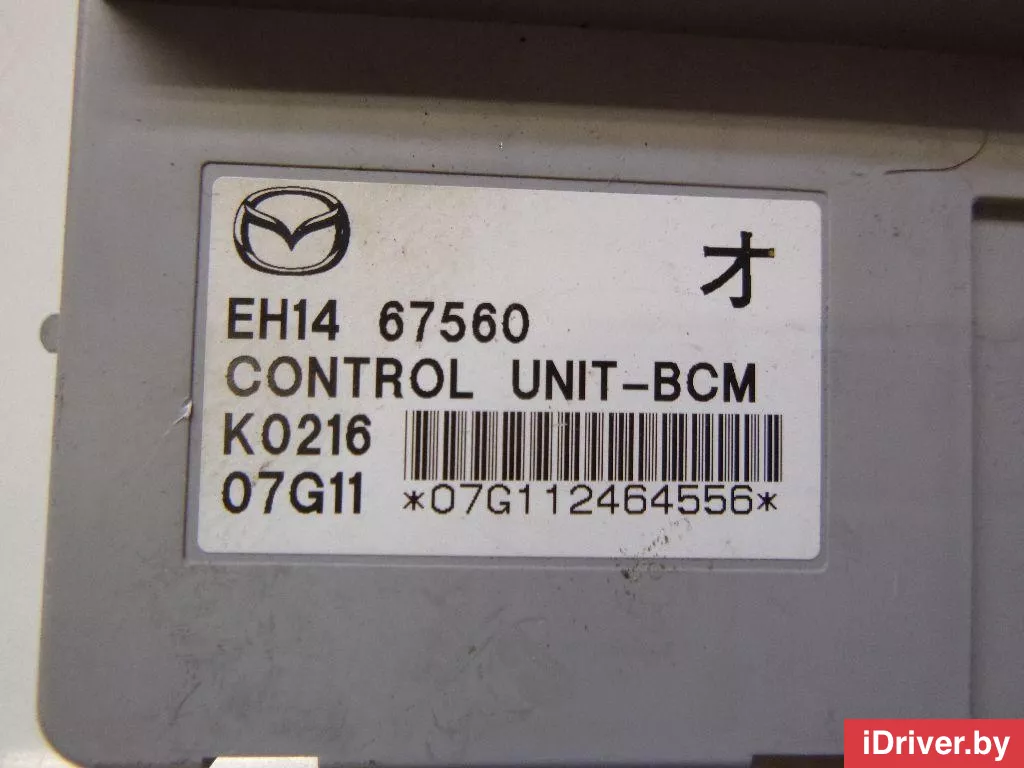 オ
EH14 67560
CONTROL UNIT-BCM
K0216
07G11 *07G112464556*
iDriver.by